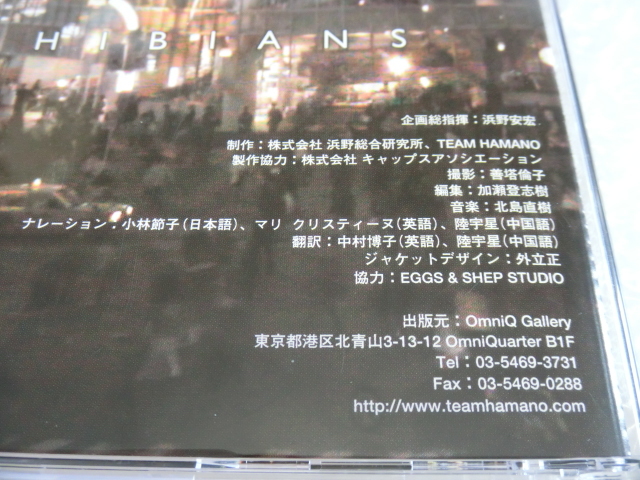 HIBIANS
企画総指揮：浜野安宏
制作：株式会社 浜野総合研究所、TEAM HAMANO
製作協力：株式会社 キャップスアソシエーション
撮影：善塔倫子
編集：加瀬登志樹
音楽：北島直樹
ナレーション：小林節子(日本語)、マリ クリスティーヌ(英語)、陸宇星(中国語)
翻訳：中村博子(英語)、陸宇星(中国語)
ジャケットデザイン：外立正
協力：EGGS & SHEP STUDIO
出版元：OmniQ Gallery
東京都港区北青山3-13-12 OmniQuarter B1F
Tel：03-5469-3731
Fax：03-5469-0288
http://www.teamhamano.com